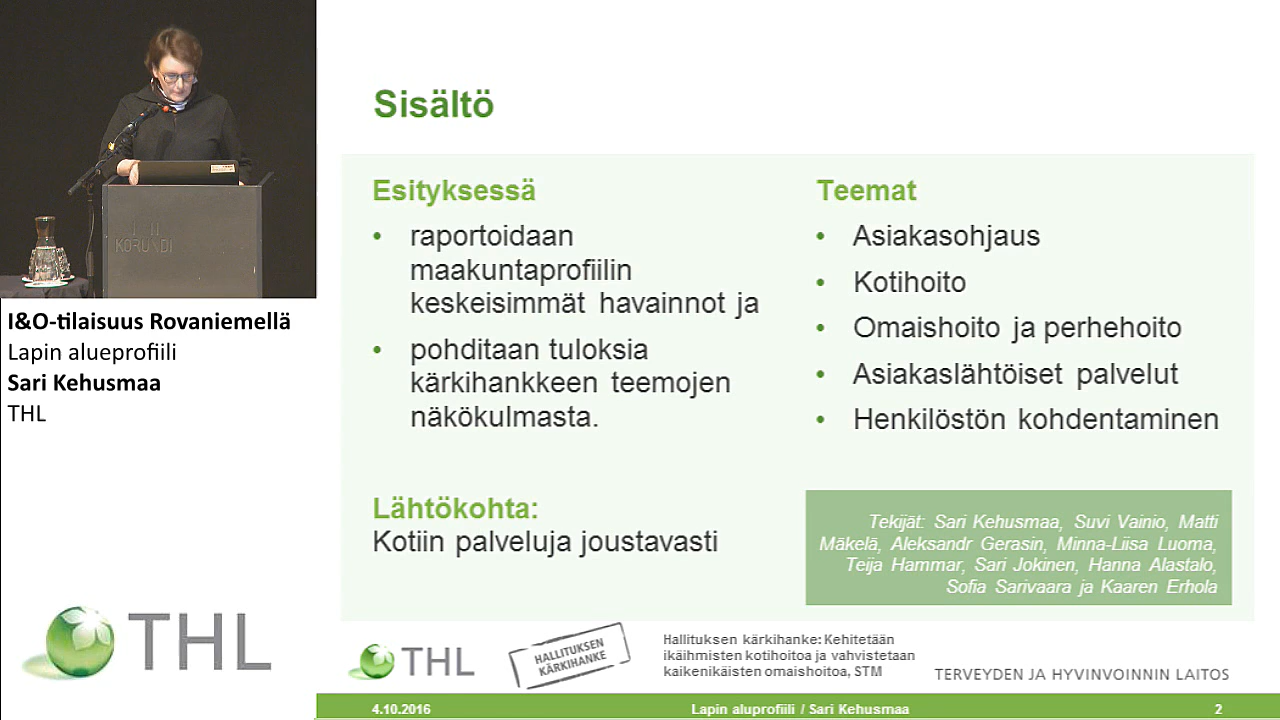 KORUNDI
I&O-tilaisuus Rovaniemellä
Lapin alueprofiili
Sari Kehusmaa
THL
THL
Sisältö
Esityksessä
• raportoidaan
maakuntaprofiilin
keskeisimmät havainnot ja
• pohditaan tuloksia
kärkihankkeen teemojen
näkökulmasta.
Lähtökohta:
Kotiin palveluja joustavasti
Teemat
• Asiakasohjaus
• Kotihoito
• Omaishoito ja perhehoito
• Asiakaslähtöiset palvelut
• Henkilöstön kohdentaminen
Tekijät: Sari Kehusmaa, Suvi Vainio, Matti
Mäkelä, Aleksandr Gerasin, Minna-Liisa Luoma,
Teija Hammar, Sari Jokinen, Hanna Alastalo,
Sofia Sarivaara ja Kaaren Erhola
THL
HALLITUKSEN
KÄRKIHANKE
Hallituksen kärkihanke: Kehitetään
ikäihmisten kotihoitoa ja vahvistetaan
kaikenikäisten omaishoitoa, STM
TERVEYDEN JA HYVINVOINNIN LAITOS
4.10.2016
Lapin aluprofiili / Sari Kehusmaa
2